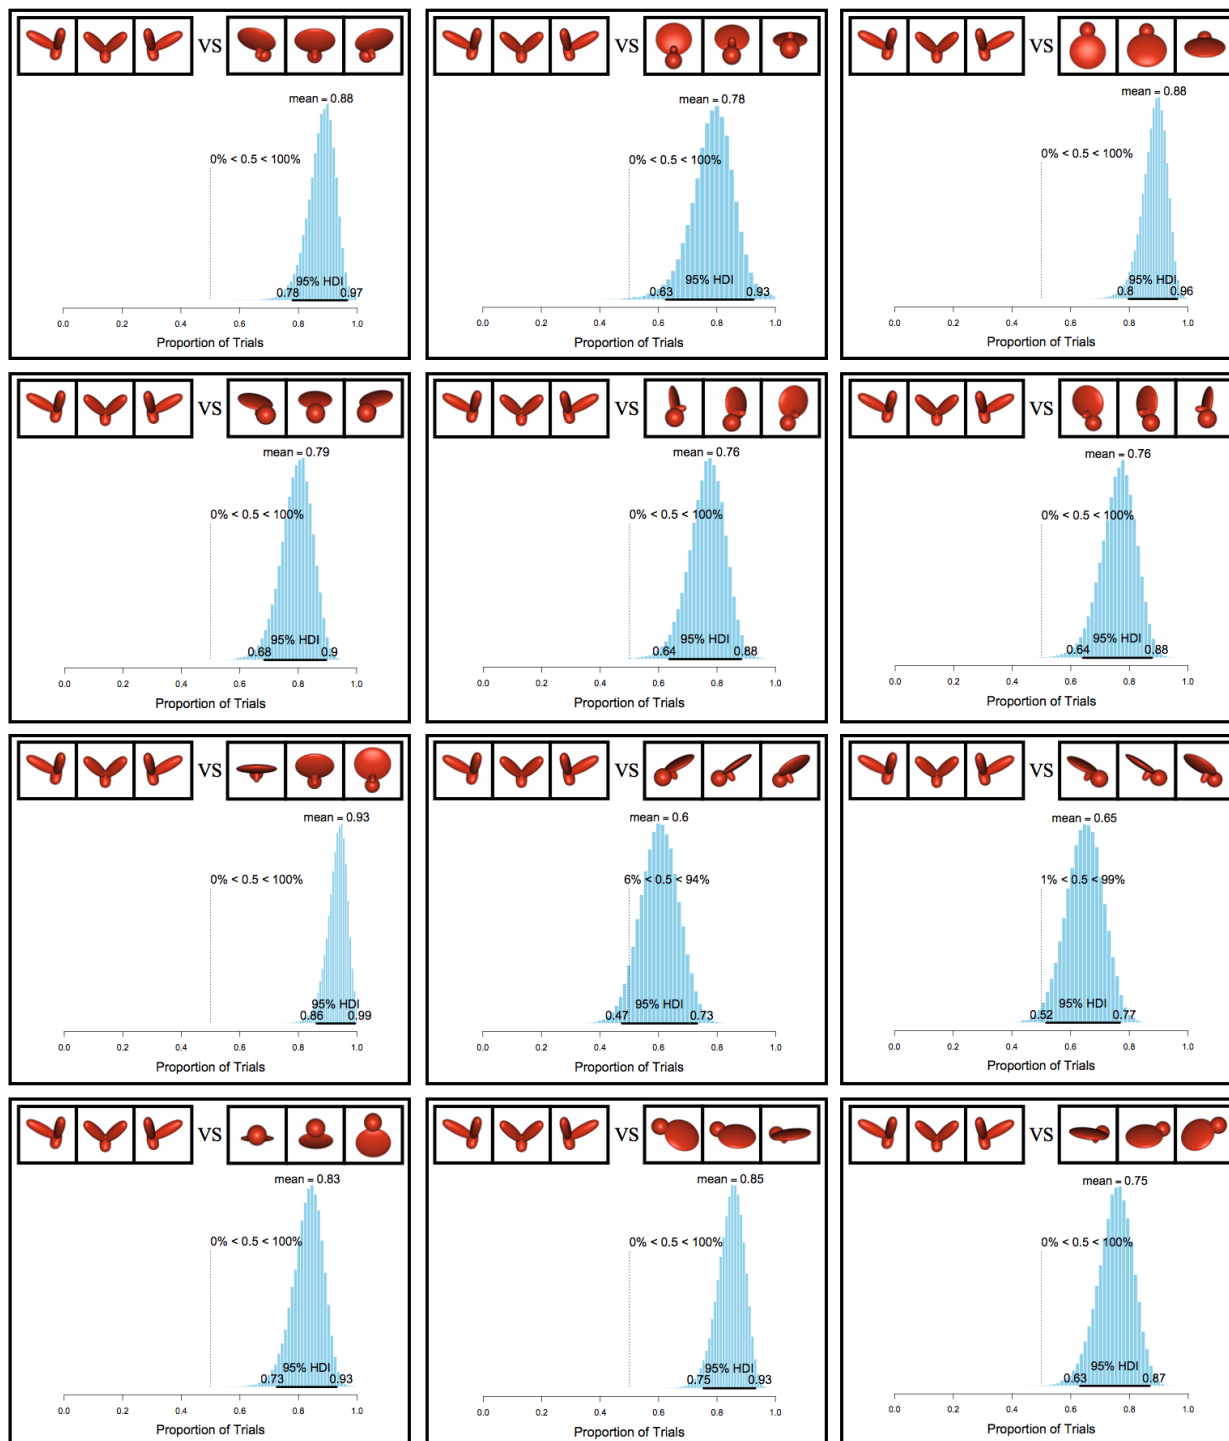 VS
mean = 0.88
0% < 0.5 < 100%
95% HDI
0.78 0.97
0.0 0.2 0.4 0.6 0.8 1.0
Proportion of Trials
VS
mean = 0.78
0% < 0.5 < 100%
95% HDI
0.63 0.93
0.0 0.2 0.4 0.6 0.8 1.0
Proportion of Trials
VS
mean = 0.88
0% < 0.5 < 100%
95% HDI
0.8 0.96
0.0 0.2 0.4 0.6 0.8 1.0
Proportion of Trials
VS
mean = 0.79
0% < 0.5 < 100%
95% HDI
0.68 0.9
0.0 0.2 0.4 0.6 0.8 1.0
Proportion of Trials
VS
mean = 0.76
0% < 0.5 < 100%
95% HDI
0.64 0.88
0.0 0.2 0.4 0.6 0.8 1.0
Proportion of Trials
VS
mean = 0.76
0% < 0.5 < 100%
95% HDI
0.64 0.88
0.0 0.2 0.4 0.6 0.8 1.0
Proportion of Trials
VS
mean = 0.93
0% < 0.5 < 100%
95% HDI
0.86 0.99
0.0 0.2 0.4 0.6 0.8 1.0
Proportion of Trials
VS
mean = 0.6
6% < 0.5 < 94%
95% HDI
0.47 0.73
0.0 0.2 0.4 0.6 0.8 1.0
Proportion of Trials
VS
mean = 0.65
1% < 0.5 < 99%
95% HDI
0.52 0.77
0.0 0.2 0.4 0.6 0.8 1.0
Proportion of Trials
VS
mean = 0.83
0% < 0.5 < 100%
95% HDI
0.73 0.93
0.0 0.2 0.4 0.6 0.8 1.0
Proportion of Trials
VS
mean = 0.85
0% < 0.5 < 100%
95% HDI
0.75 0.93
0.0 0.2 0.4 0.6 0.8 1.0
Proportion of Trials
VS
mean = 0.75
0% < 0.5 < 100%
95% HDI
0.63 0.87
0.0 0.2 0.4 0.6 0.8 1.0
Proportion of Trials